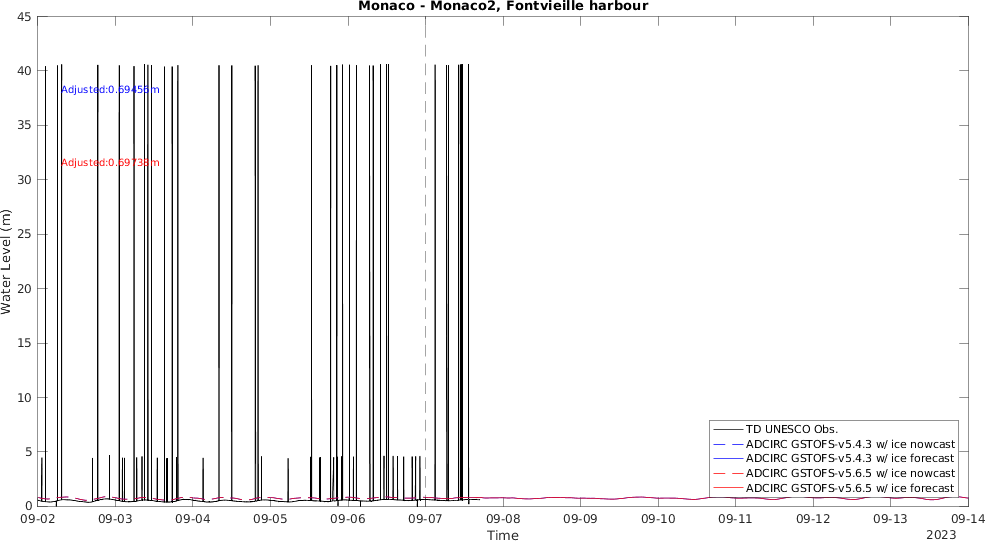 Monaco - Monaco2, Fontvieille harbour
45
40
35
30
25
20
15
10
5
0
Water Level (m)
Adjusted:0.69456m
Adjusted:0.69738m
TD UNESCO Obs.
ADCIRC GSTOFS-v5.4.3 w/ ice nowcast
ADCIRC GSTOFS-v5.4.3 w/ ice forecast
ADCIRC GSTOFS-v5.6.5 w/ ice nowcast
ADCIRC GSTOFS-v5.6.5 w/ ice forecast
09-02 09-03 09-04 09-05 09-06 09-07 09-08 09-09 09-10 09-11 09-12 09-13 09-14
Time
2023